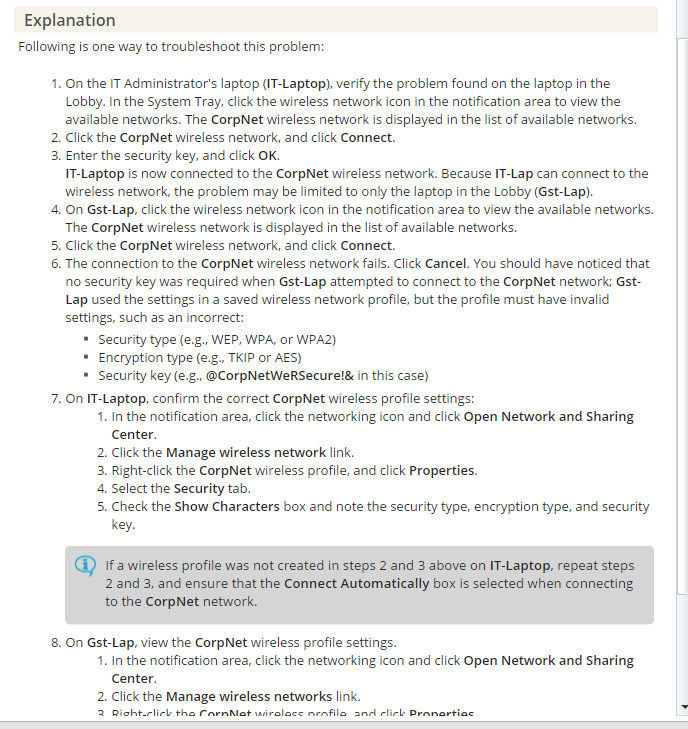 Explanation
Following is one way to troubleshoot this problem:
1. On the IT Administrator's laptop (IT-Laptop), verify the problem found on the laptop in the
Lobby. In the System Tray, click the wireless network icon in the notification area to view the
available networks. The CorpNet wireless network is displayed in the list of available networks.
2. Click the CorpNet wireless network, and click Connect.
3. Enter the security key, and click OK.
IT-Laptop is now connected to the CorpNet wireless network. Because IT-Lap can connect to the
wireless network, the problem may be limited to only the laptop in the Lobby (Gst-Lap).
4. On Gst-Lap, click the wireless network icon in the notification area to view the available networks.
The CorpNet wireless network is displayed in the list of available networks.
5. Click the CorpNet wireless network, and click Connect.
6. The connection to the CorpNet wireless network fails. Click Cancel. You should have noticed that
no security key was required when Gst-Lap attempted to connect to the CorpNet network; Gst-
Lap used the settings in a saved wireless network profile, but the profile must have invalid
settings, such as an incorrect:
▪ Security type (e.g., WEP, WPA, or WPA2)
▪ Encryption type (e.g., TKIP or AES)
▪ Security key (e.g., @CorpNetWeRSecure!& in this case)
7. On IT-Laptop, confirm the correct CorpNet wireless profile settings:
1. In the notification area, click the networking icon and click Open Network and Sharing
Center.
2. Click the Manage wireless network link.
3. Right-click the CorpNet wireless profile, and click Properties.
4. Select the Security tab.
5. Check the Show Characters box and note the security type, encryption type, and security
key.
If a wireless profile was not created in steps 2 and 3 above on IT-Laptop, repeat steps
2 and 3, and ensure that the Connect Automatically box is selected when connecting
to the CorpNet network.
8. On Gst-Lap, view the CorpNet wireless profile settings.
1. In the notification area, click the networking icon and click Open Network and Sharing
Center.
2. Click the Manage wireless networks link.
3. Right-click the CorpNet wireless profile, and click Properties